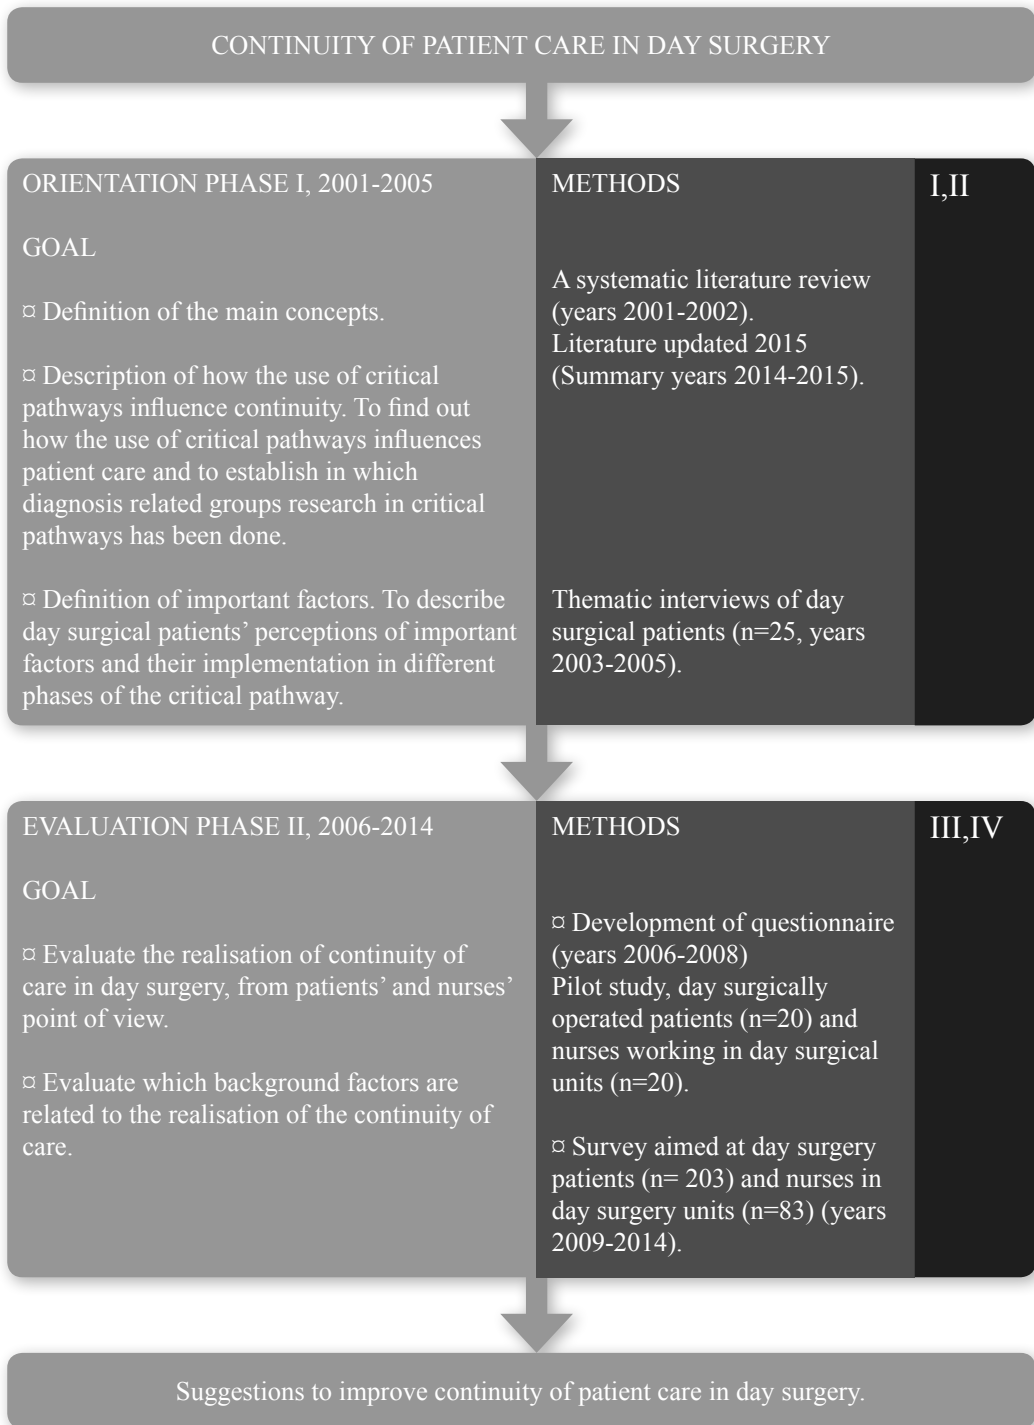 CONTINUITY OF PATIENT CARE IN DAY SURGERY
ORIENTATION PHASE I, 2001-2005
GOAL
¤ Definition of the main concepts.
¤ Description of how the use of critical
pathways influence continuity. To find out
how the use of critical pathways influences
patient care and to establish in which
diagnosis related groups research in critical
pathways has been done.
¤ Definition of important factors. To describe
day surgical patients’ perceptions of important
factors and their implementation in different
phases of the critical pathway.
METHODS
A systematic literature review
(years 2001-2002).
Literature updated 2015
(Summary years 2014-2015).
Thematic interviews of day
surgical patients (n=25, years
2003-2005).
I,II
EVALUATION PHASE II, 2006-2014
GOAL
¤ Evaluate the realisation of continuity of
care in day surgery, from patients’ and nurses’
point of view.
¤ Evaluate which background factors are
related to the realisation of the continuity of
care.
METHODS
¤ Development of questionnaire
(years 2006-2008)
Pilot study, day surgically
operated patients (n=20) and
nurses working in day surgical
units (n=20).
¤ Survey aimed at day surgery
patients (n= 203) and nurses in
day surgery units (n=83) (years
2009-2014).
III,IV
Suggestions to improve continuity of patient care in day surgery.